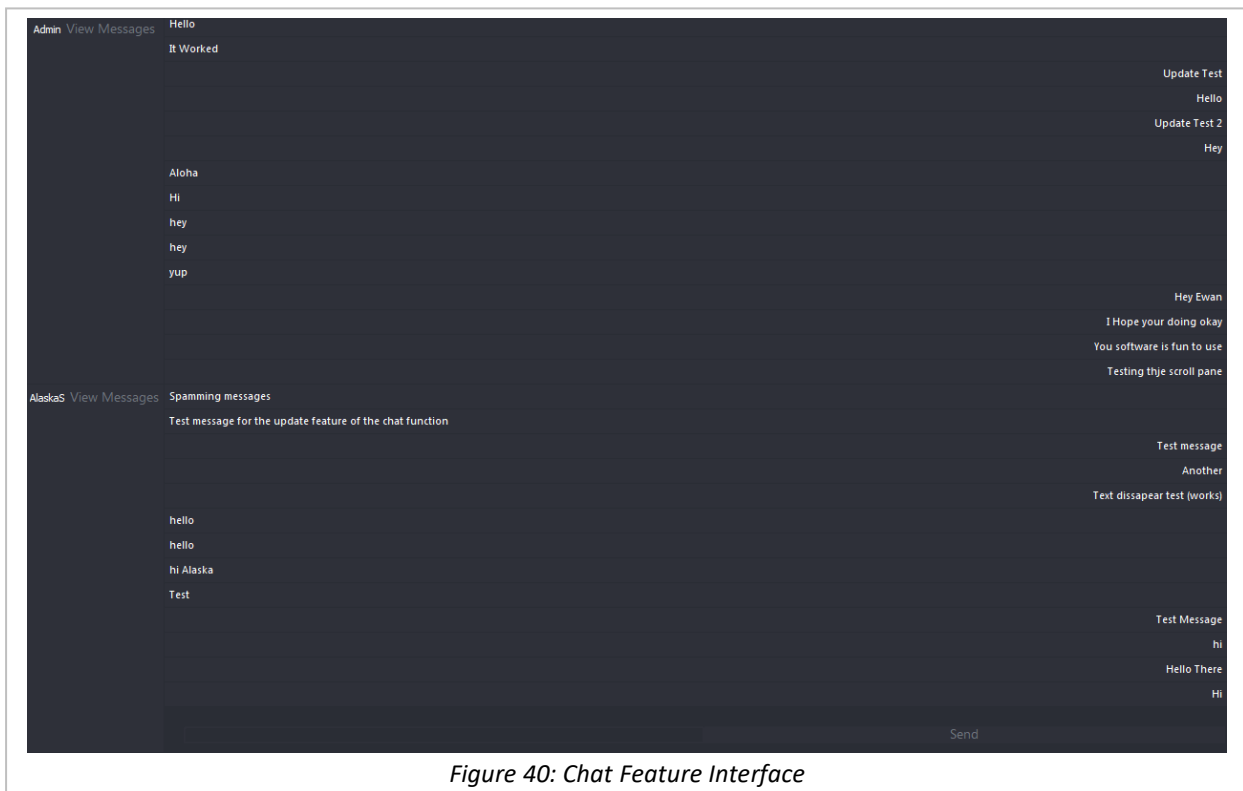 Admin View Messages
Hello
It Worked
Update Test
Hello
Update Test 2
Hey
Aloha
Hi
hey
hey
yup
Hey Ewan
I Hope your doing okay
You software is fun to use
Testing thje scroll pane
AlaskaS View Messages
Spamming messages
Test message for the update feature of the chat function
Test message
Another
Text dissapear test (works)
hello
hello
hi Alaska
Test
Test Message
hi
Hello There
Hi
Send
Figure 40: Chat Feature Interface